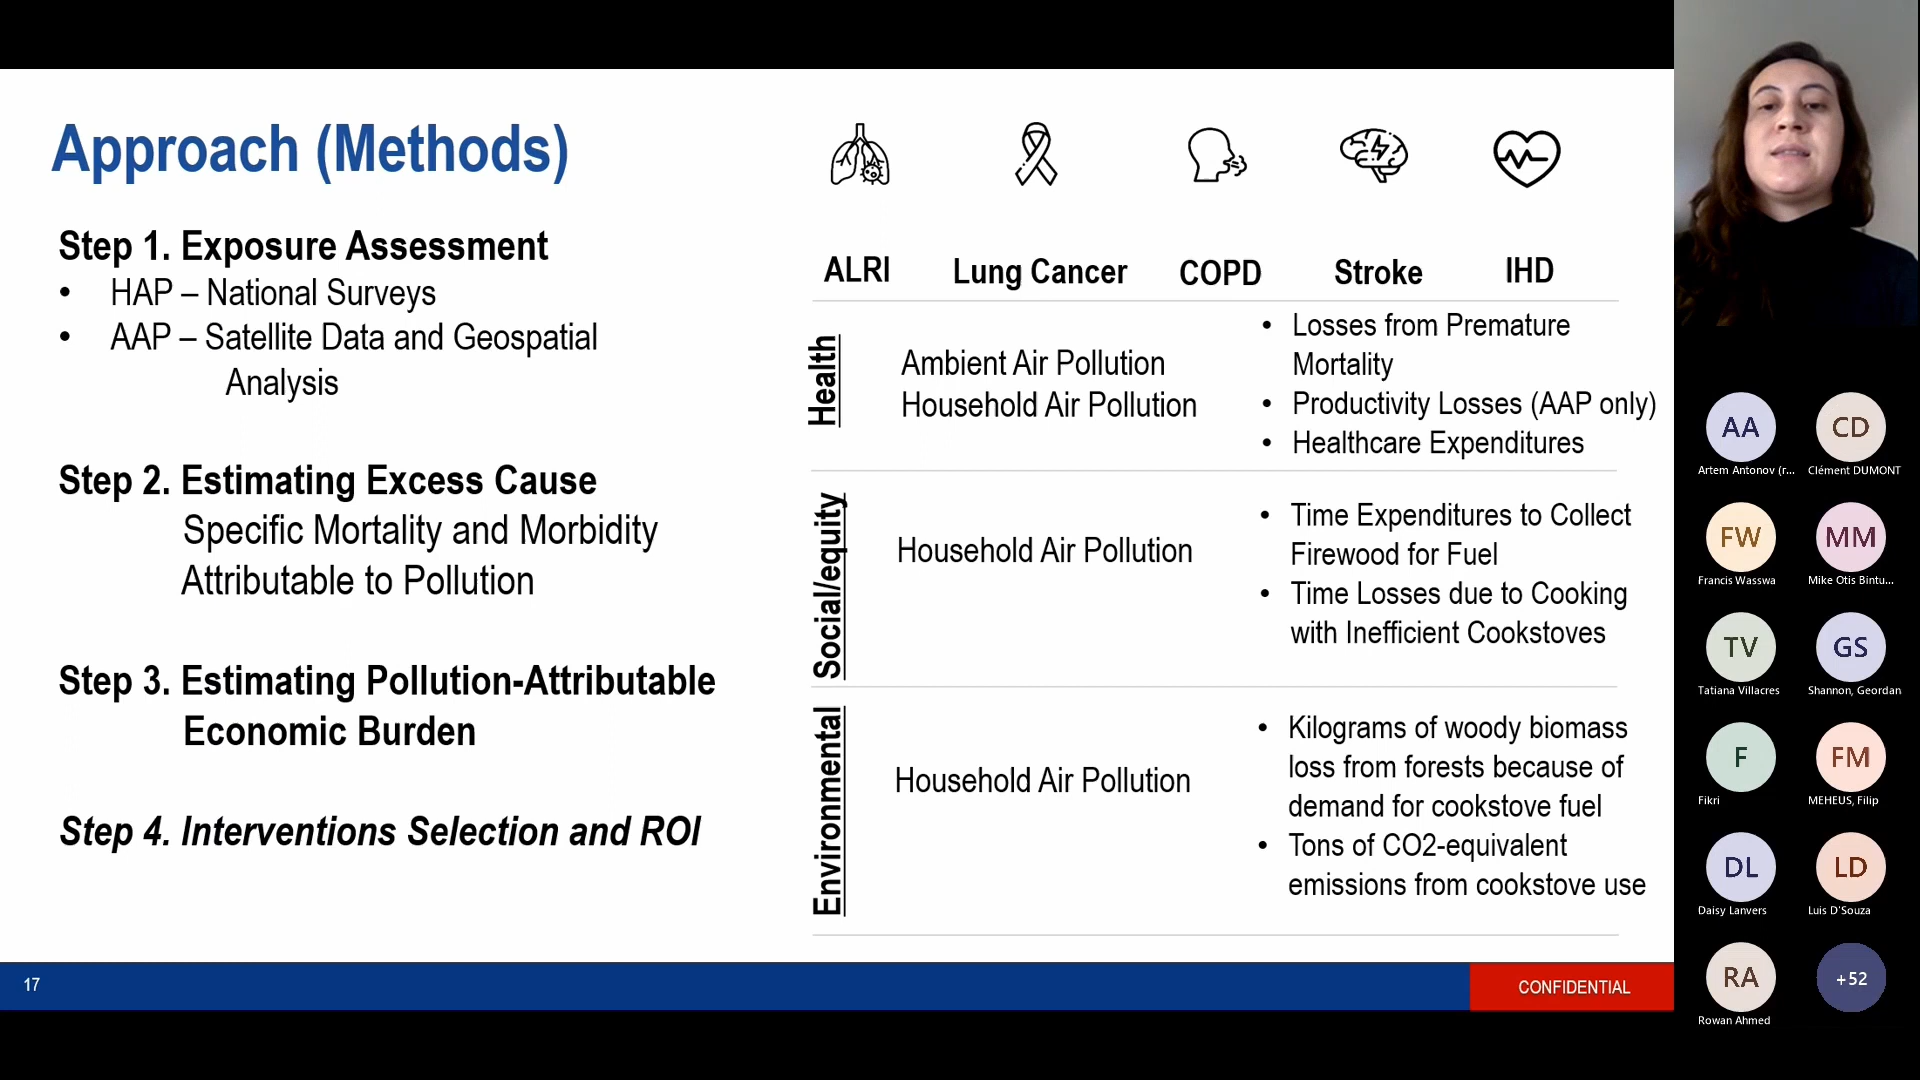 Approach (Methods)
Step 1. Exposure Assessment
• HAP – National Surveys
• AAP – Satellite Data and Geospatial
Analysis
Step 2. Estimating Excess Cause
Specific Mortality and Morbidity
Attributable to Pollution
Step 3. Estimating Pollution-Attributable
Economic Burden
Step 4. Interventions Selection and ROI
ALRI
Lung Cancer
COPD
Stroke
IHD
Health
Ambient Air Pollution
Household Air Pollution
• Losses from Premature
Mortality
• Productivity Losses (AAP only)
• Healthcare Expenditures
Social/equity
Household Air Pollution
• Time Expenditures to Collect
Firewood for Fuel
• Time Losses due to Cooking
with Inefficient Cookstoves
Environmental
Household Air Pollution
• Kilograms of woody biomass
loss from forests because of
demand for cookstove fuel
• Tons of CO2-equivalent
emissions from cookstove use
17
CONFIDENTIAL
AA
Artem Antonov (r...
CD
Clément DUMONT
FW
Francis Wasswa
MM
Mike Otis Bintu...
TV
Tatiana Villacres
GS
Shannon, Geordan
F
Fikri
FM
MEHEUS, Filip
DL
Daisy Lanvers
LD
Luis D'Souza
RA
Rowan Ahmed
+52